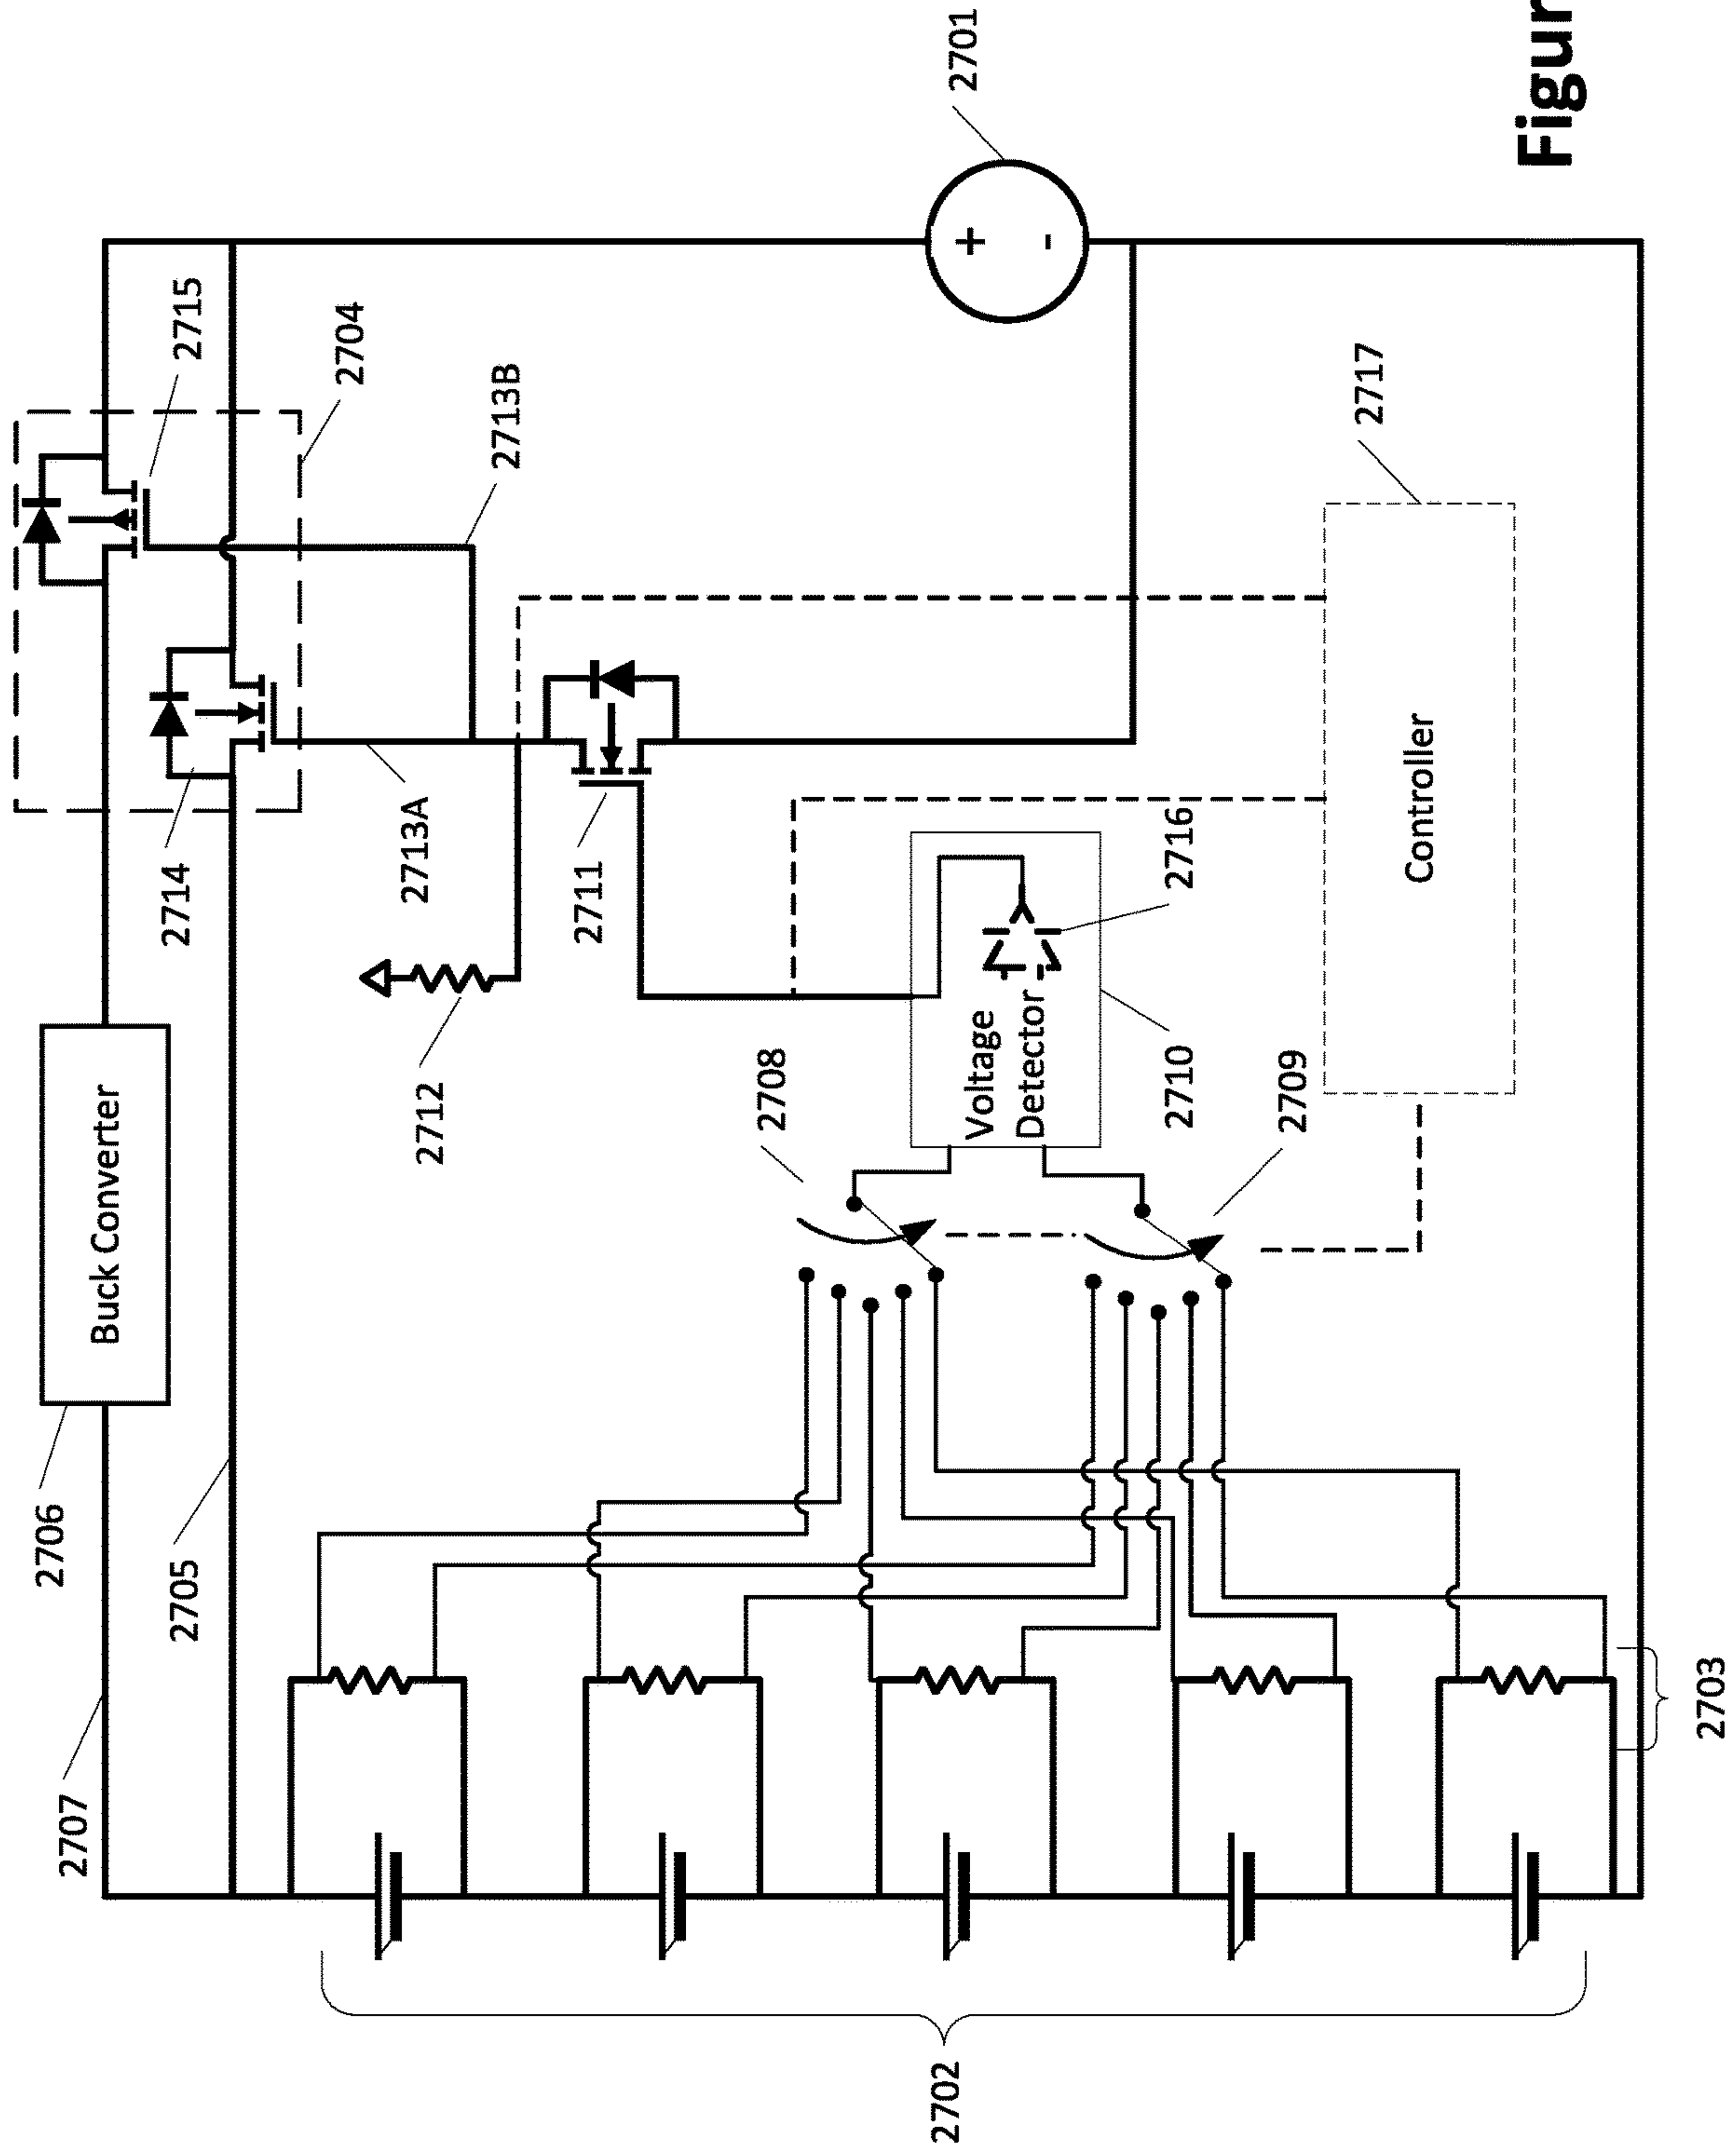 2706
2707
Buck Converter
2705
2714
2715
2704
2712
2713A
2713B
2711
2708
2702
2701
Voltage
Detector
2710
2716
2709
2717
Controller
Figur
2703